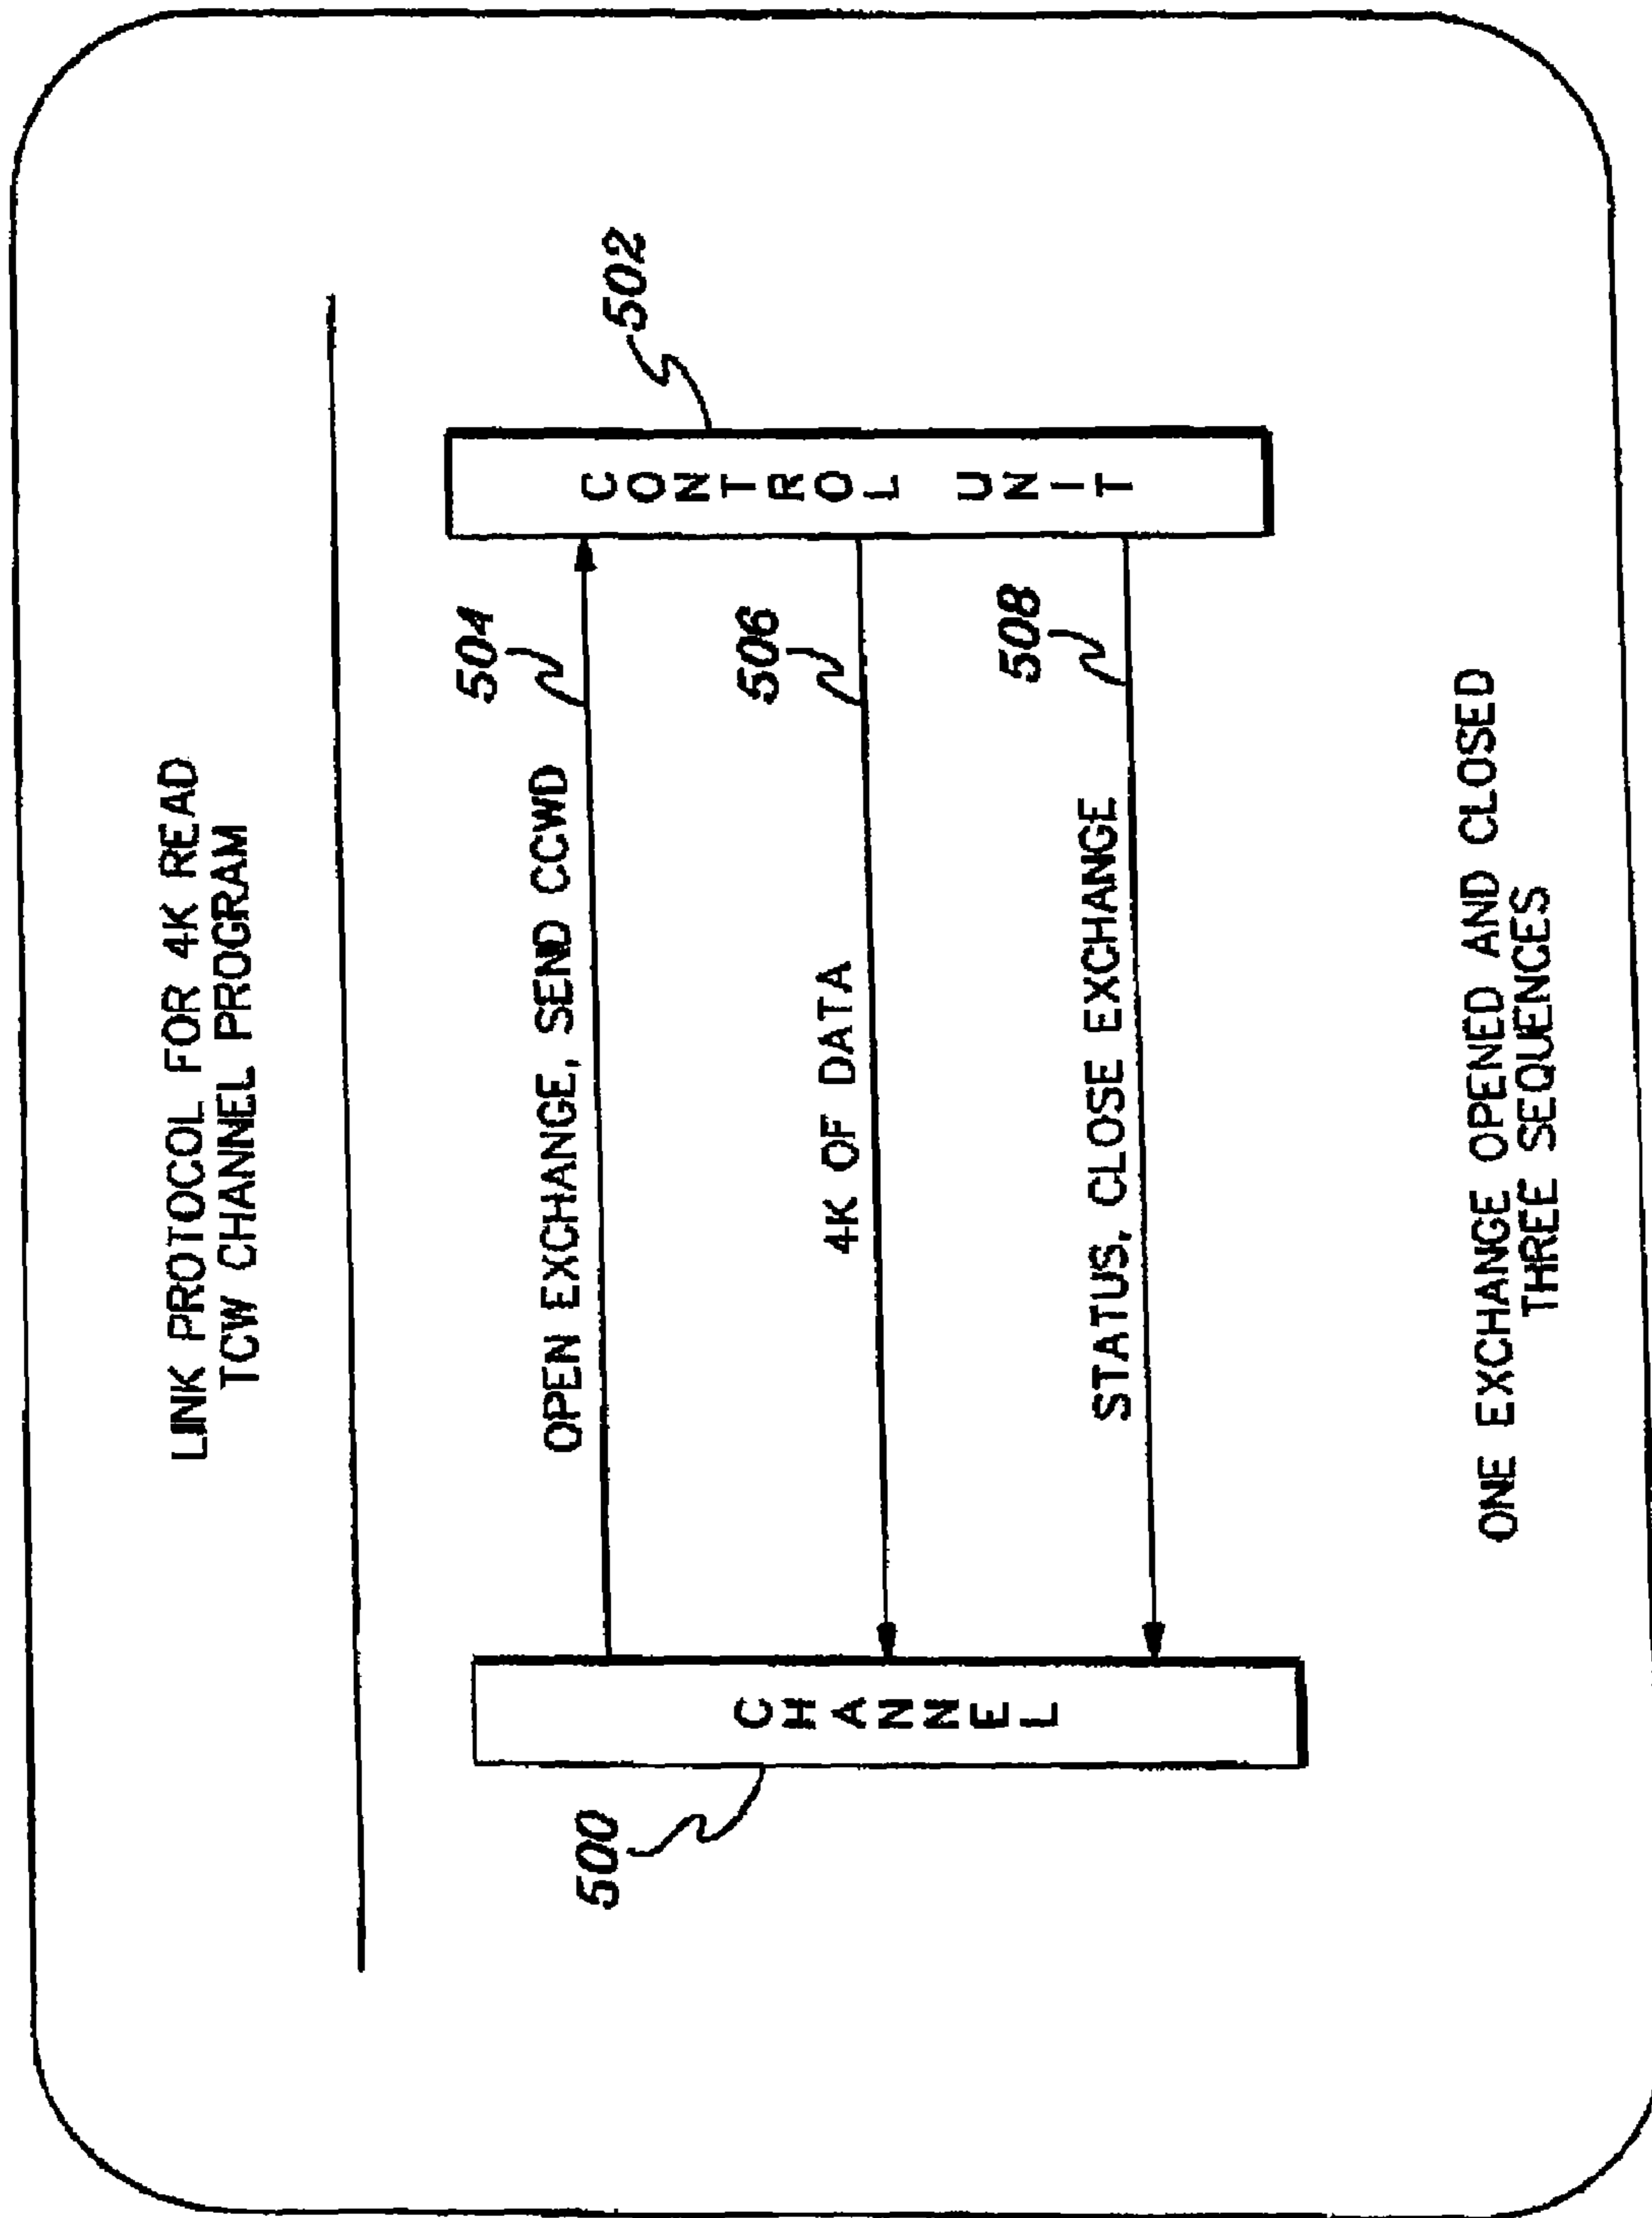 LINK PROTOCOL FOR 4K READ
TCW CHANNEL PROGRAM
500
CHANNEL
502
CONTROL UNIT
OPEN EXCHANGE, SEND CCWD
504
4K OF DATA
506
STATUS, CLOSE EXCHANGE
508
ONE EXCHANGE OPENED AND CLOSED
THREE SEQUENCES